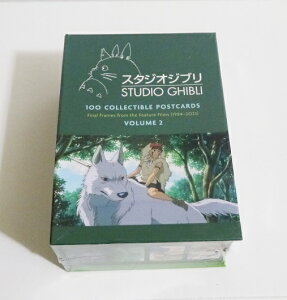 スタジオジブリ
STUDIO GHIBLI
100 COLLECTIBLE POSTCARDS
Final Frames from the Feature Films (1984–2023)
VOLUME 2